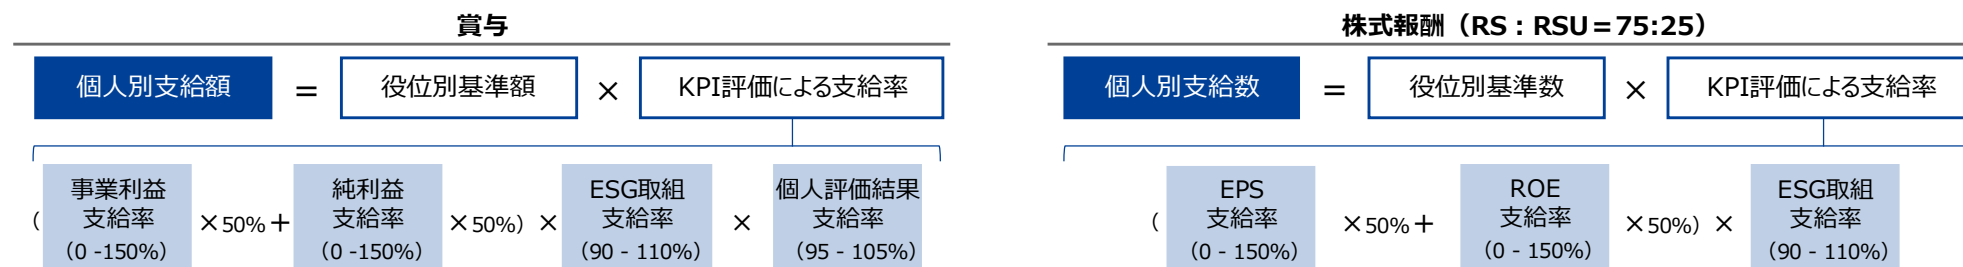 賞与
個人別支給額 = 役位別基準額 × KPI評価による支給率
(事業利益支給率(0 -150%) ×50%+ 純利益支給率(0 -150%) ×50%) × ESG取組支給率(90 - 110%) × 個人評価結果支給率(95 - 105%)
株式報酬(RS:RSU=75:25)
個人別支給数 = 役位別基準数 × KPI評価による支給率
(EPS支給率(0 - 150%) ×50%+ ROE支給率(0 - 150%) ×50%) × ESG取組支給率(90 - 110%)